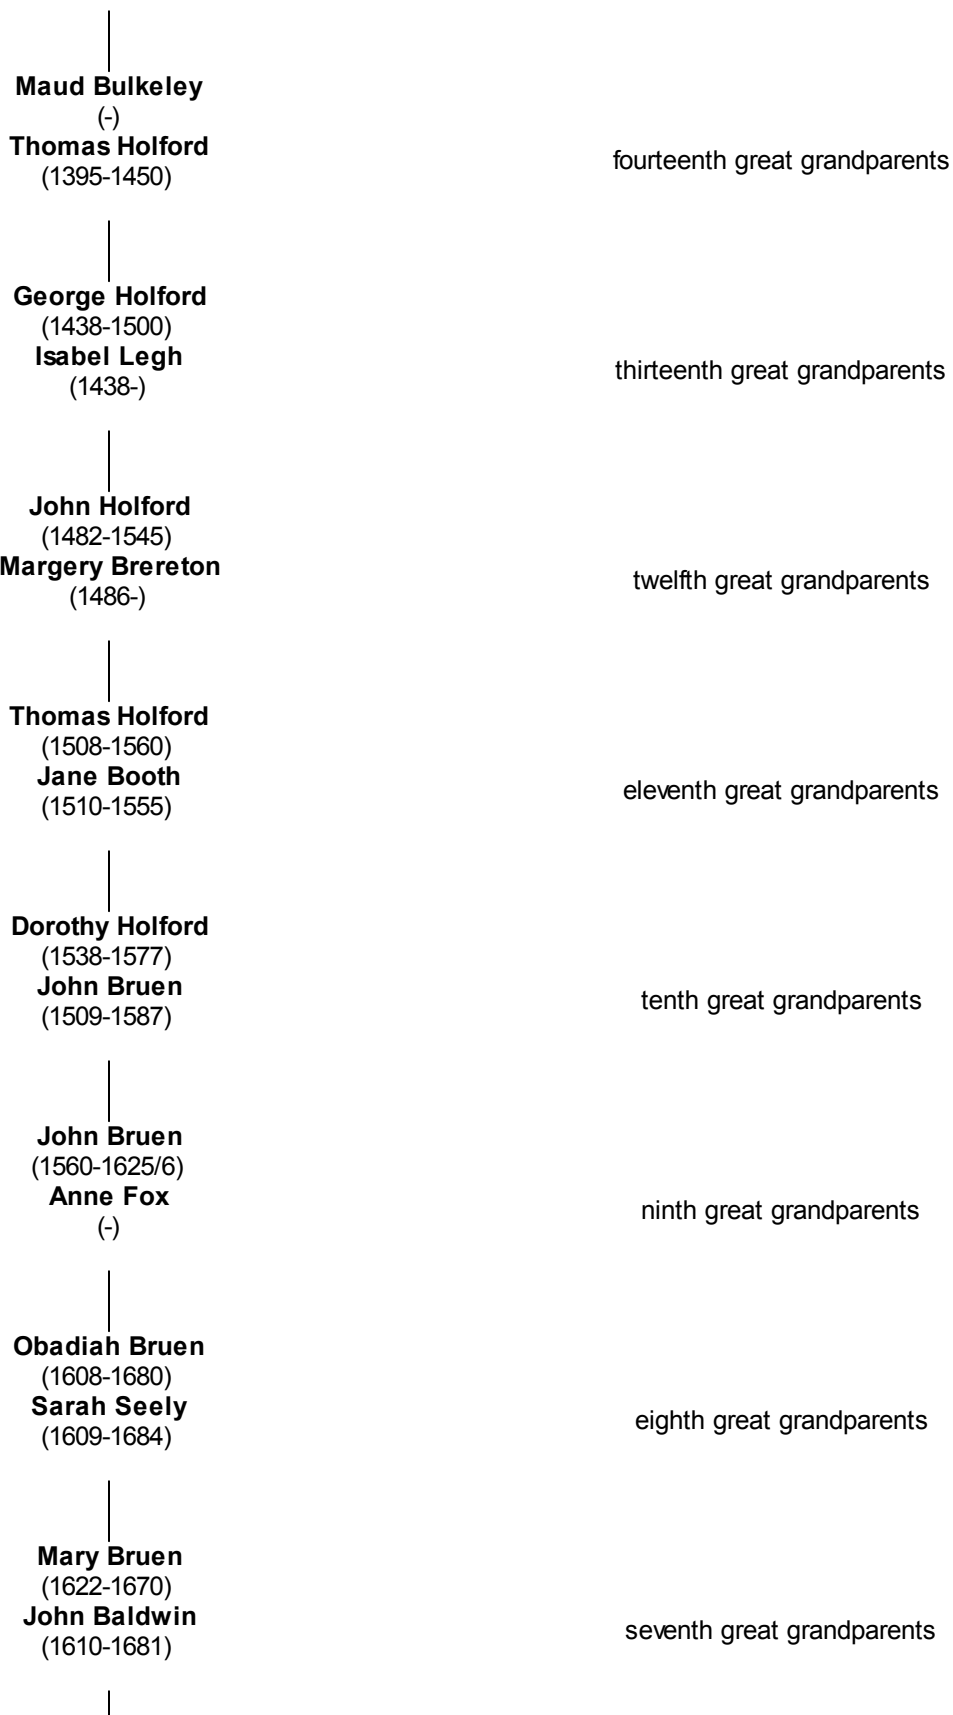 Maud Bulkeley
(-)
Thomas Holford
(1395-1450)
fourteenth great grandparents
George Holford
(1438-1500)
Isabel Legh
(1438-)
thirteenth great grandparents
John Holford
(1482-1545)
Margery Brereton
(1486-)
twelfth great grandparents
Thomas Holford
(1508-1560)
Jane Booth
(1510-1555)
eleventh great grandparents
Dorothy Holford
(1538-1577)
John Bruen
(1509-1587)
tenth great grandparents
John Bruen
(1560-1625/6)
Anne Fox
(-)
ninth great grandparents
Obadiah Bruen
(1608-1680)
Sarah Seely
(1609-1684)
eighth great grandparents
Mary Bruen
(1622-1670)
John Baldwin
(1610-1681)
seventh great grandparents